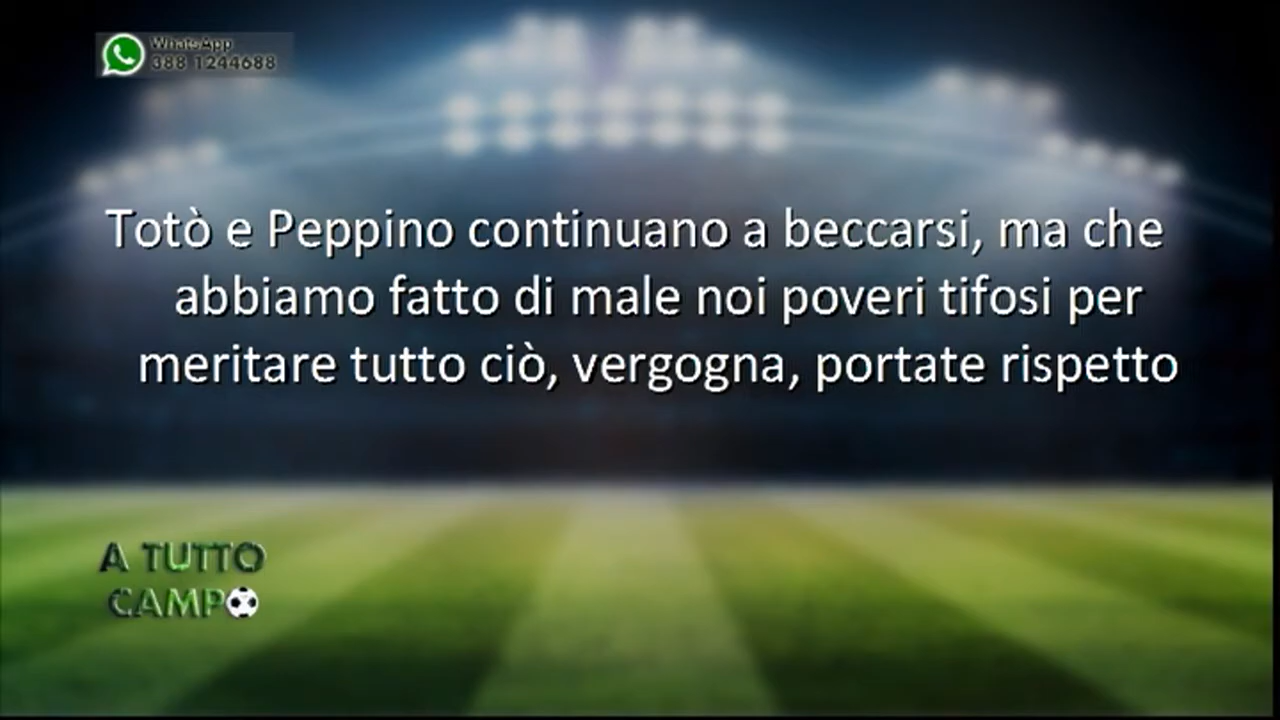 WhatsApp
388 1244688
Totò e Peppino continuano a beccarsi, ma che
abbiamo fatto di male noi poveri tifosi per
meritare tutto ciò, vergogna, portate rispetto
A TUTTO
CAMPO